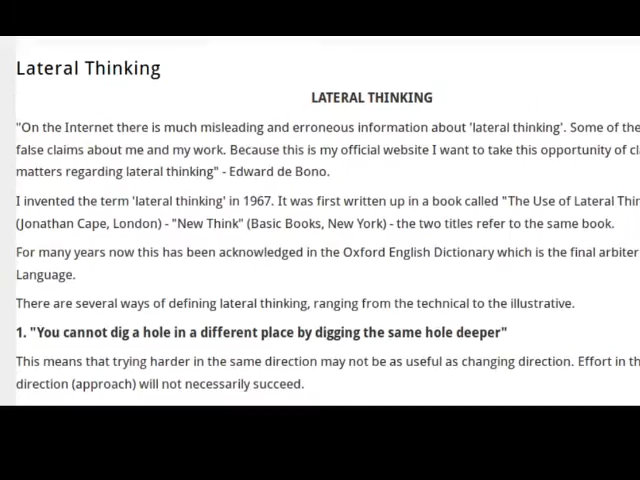 Lateral Thinking
LATERAL THINKING
"On the Internet there is much misleading and erroneous information about 'lateral thinking'. Some of the
false claims about me and my work. Because this is my official website I want to take this opportunity of
matters regarding lateral thinking" - Edward de Bono.
I invented the term 'lateral thinking' in 1967. It was first written up in a book called "The Use of Lateral
(Jonathan Cape, London) - "New Think" (Basic Books, New York) - the two titles refer to the same book.
For many years now this has been acknowledged in the Oxford English Dictionary which is the final arbiter
Language.
There are several ways of defining lateral thinking, ranging from the technical to the illustrative.
1. "You cannot dig a hole in a different place by digging the same hole deeper"
This means that trying harder in the same direction may not be as useful as changing direction. Effort in
direction (approach) will not necessarily succeed.